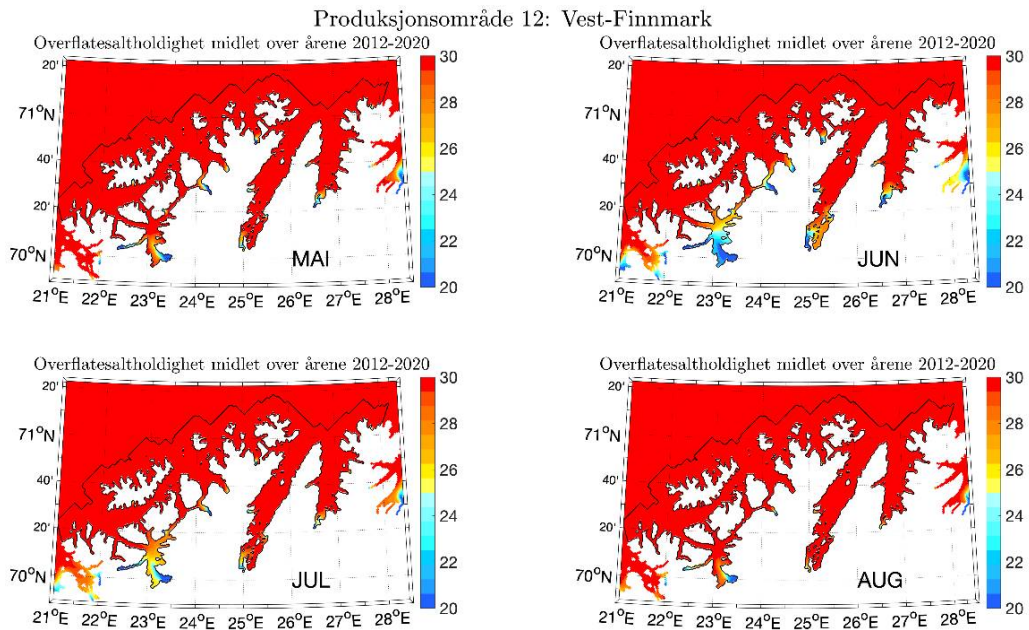 Produksjonsområde 12: Vest-Finnmark
Overflatesaltholdighet midlet over årene 2012-2020
20'
71°N
40'
20'
70°N
21°E 22°E 23°E 24°E 25°E 26°E 27°E 28°E
MAI
30
28
26
24
22
20
Overflatesaltholdighet midlet over årene 2012-2020
20'
71°N
40'
20'
70°N
21°E 22°E 23°E 24°E 25°E 26°E 27°E 28°E
JUN
30
28
26
24
22
20
Overflatesaltholdighet midlet over årene 2012-2020
20'
71°N
40'
20'
70°N
21°E 22°E 23°E 24°E 25°E 26°E 27°E 28°E
JUL
30
28
26
24
22
20
Overflatesaltholdighet midlet over årene 2012-2020
20'
71°N
40'
20'
70°N
21°E 22°E 23°E 24°E 25°E 26°E 27°E 28°E
AUG
30
28
26
24
22
20